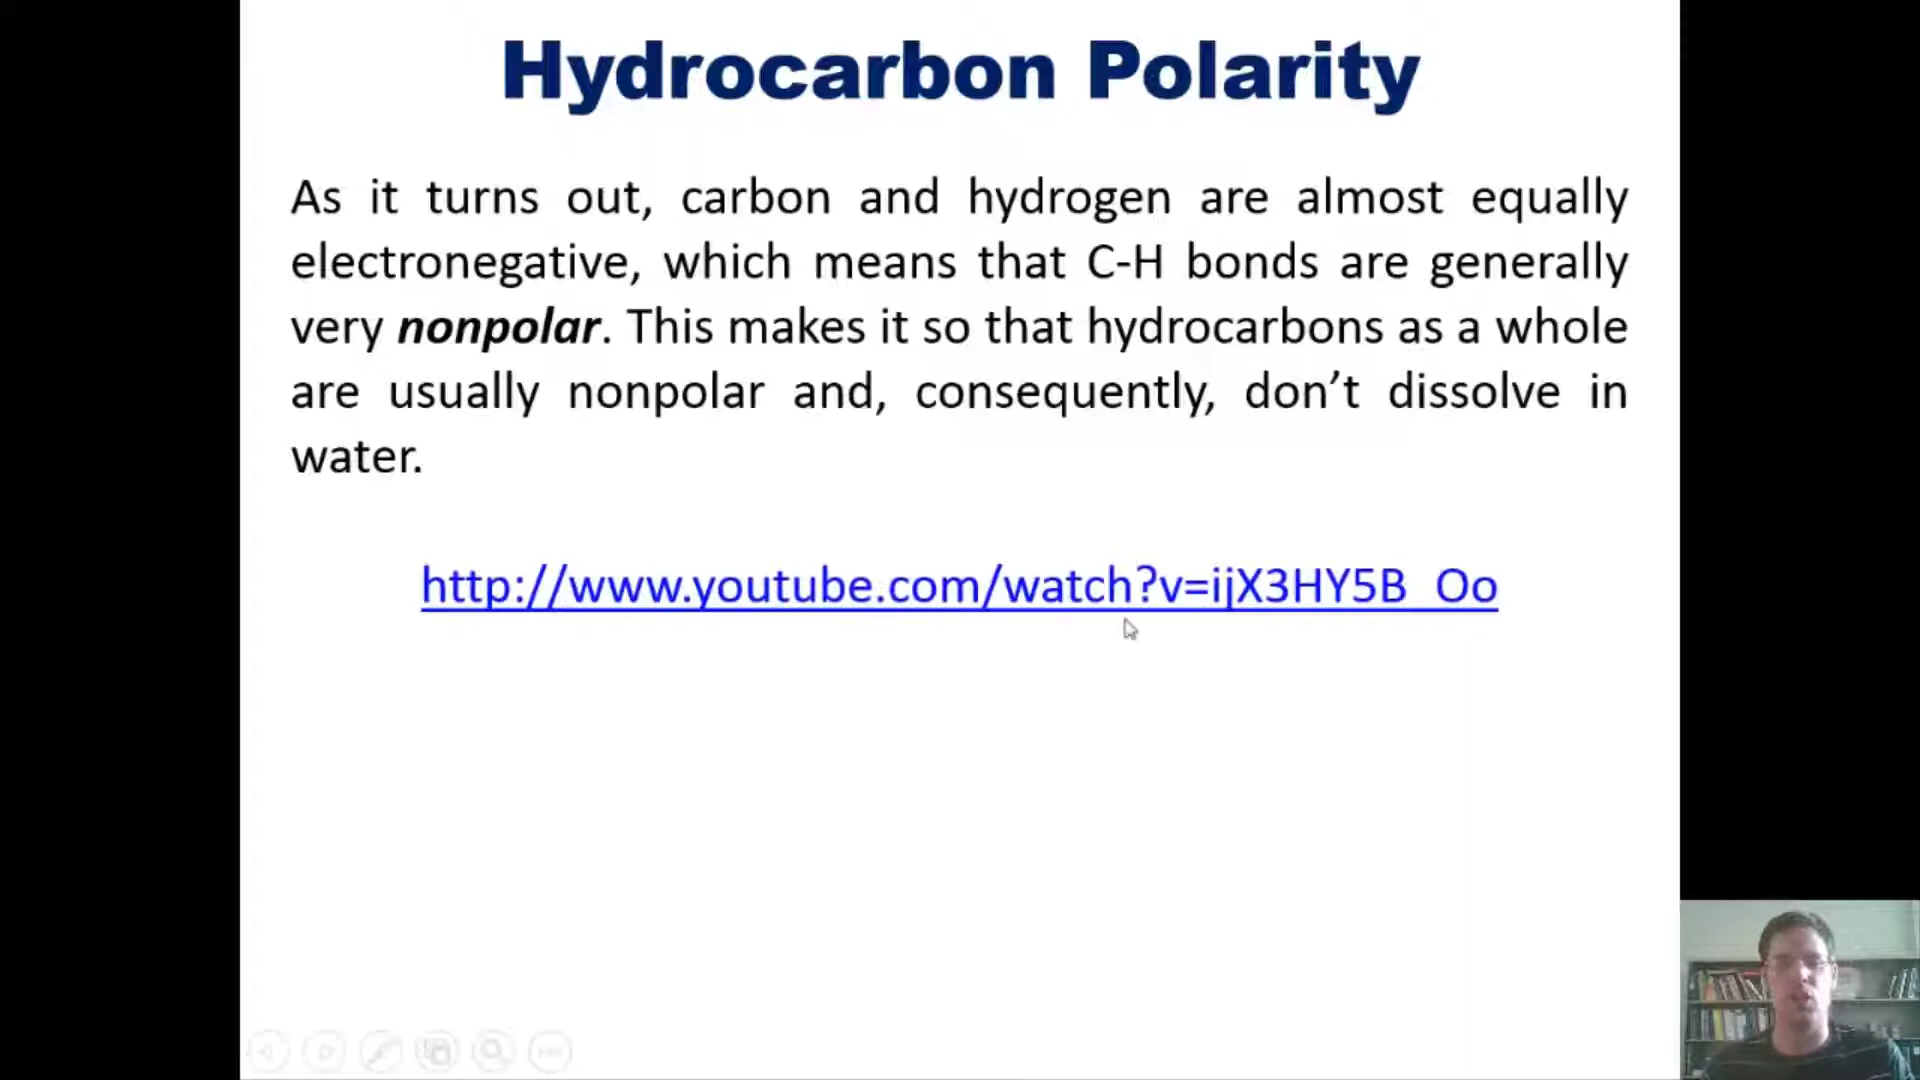 Hydrocarbon Polarity
As it turns out, carbon and hydrogen are almost equally
electronegative, which means that C-H bonds are generally
very nonpolar. This makes it so that hydrocarbons as a whole
are usually nonpolar and, consequently, don’t dissolve in
water.
http://www.youtube.com/watch?v=ijX3HY5B_Oo